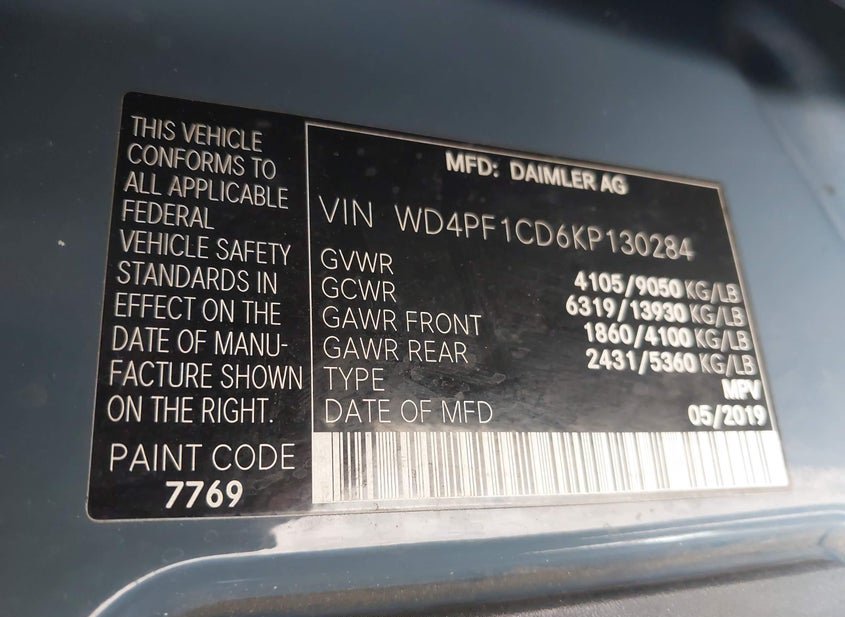 THIS VEHICLE
CONFORMS TO
ALL APPLICABLE
FEDERAL
VEHICLE SAFETY
STANDARDS IN
EFFECT ON THE
DATE OF MANU-
FACTURE SHOWN
ON THE RIGHT.
PAINT CODE
7769
MFD: DAIMLER AG
VIN WD4PF1CD6KP130284
GVWR 4105/9050 KG/LB
GCWR 6319/13930 KG/LB
GAWR FRONT 1860/4100 KG/LB
GAWR REAR 2431/5360 KG/LB
TYPE MPV
DATE OF MFD 05/2019